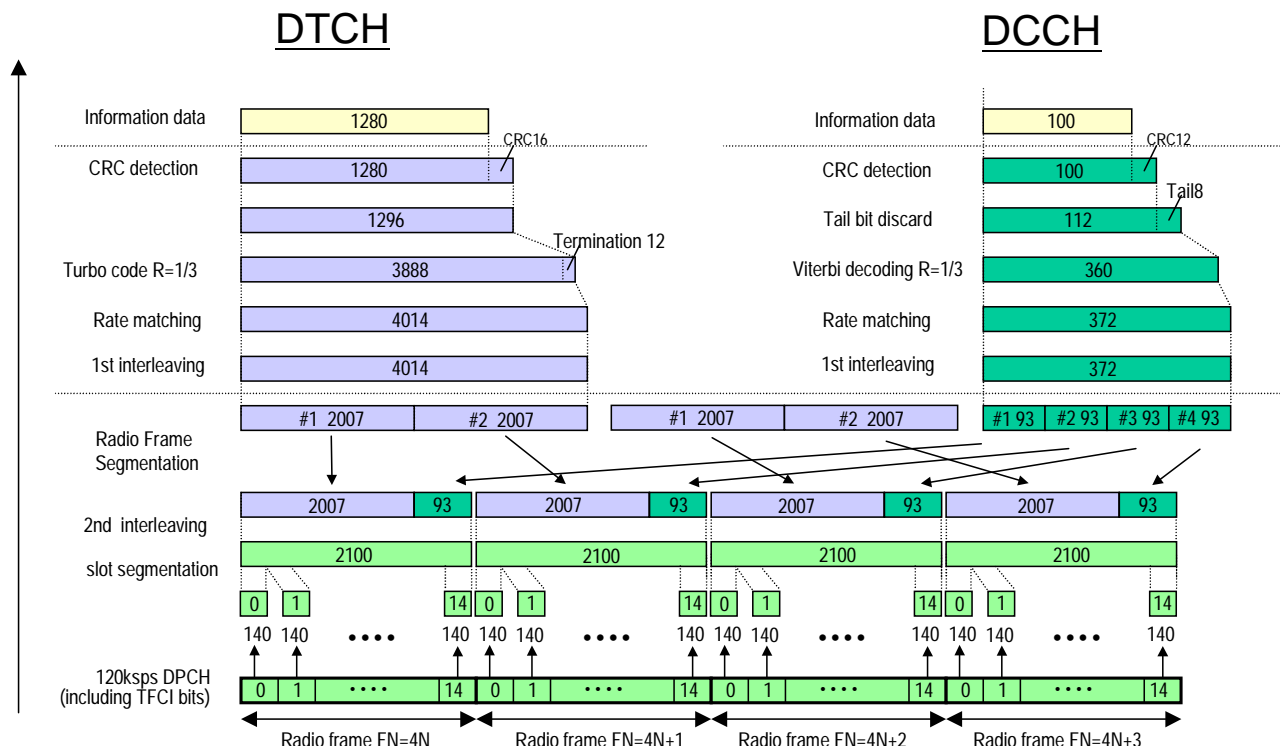 DTCH DCCH
Information data 1280 Information data 100
CRC16 CRC12
CRC detection 1280 CRC detection 100
Tail8
1296 Tail bit discard 112
Termination 12
Turbo code R=1/3 3888 Viterbi decoding R=1/3 360
Rate matching 4014 Rate matching 372
1st interleaving 4014 1st interleaving 372
#1 2007 #2 2007 #1 2007 #2 2007 #1 93 #2 93 #3 93 #4 93
Radio Frame
Segmentation
2007 93 2007 93 2007 93 2007 93
2nd interleaving
2100 2100 2100 2100
slot segmentation
0 1 14 0 1 14 0 1 14 0 1 14
140 140 •••• 140 140 140 •••• 140 140 140 •••• 140 140 140 •••• 140
120ksps DPCH
(including TFCI bits)
0 1 •••• 14 0 1 •••• 14 0 1 •••• 14 0 1 •••• 14
Radio frame FN=4N Radio frame FN=4N+1 Radio frame FN=4N+2 Radio frame FN=4N+3